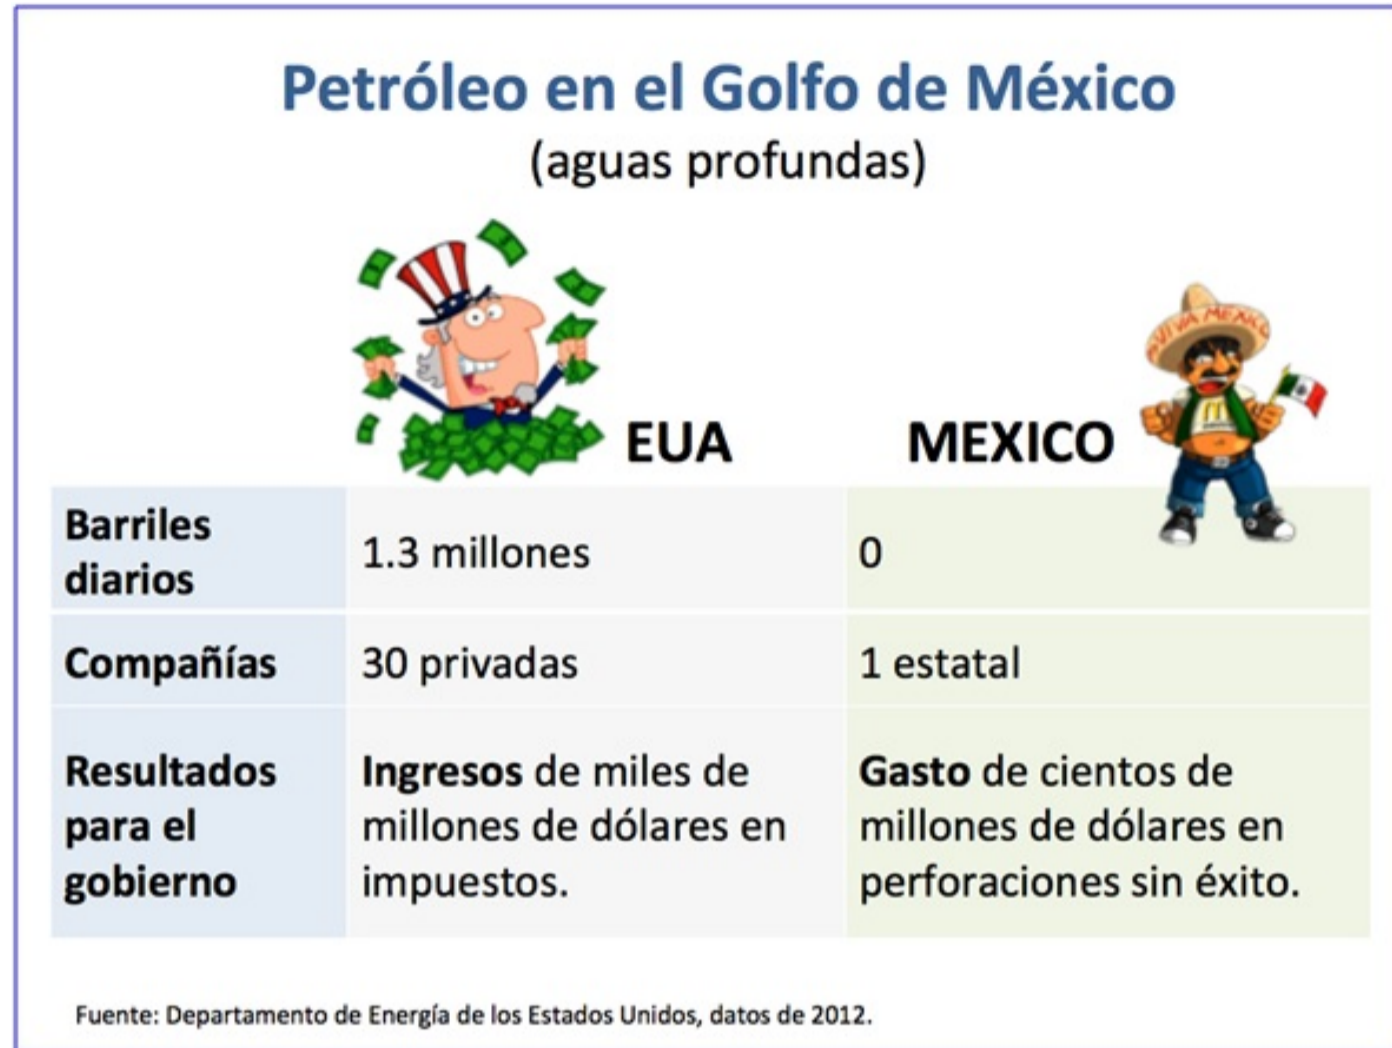 Petróleo en el Golfo de México
(aguas profundas)
VIVA MEXICO
EUA
MEXICO
Barriles
diarios
1.3 millones
0
Compañías
30 privadas
1 estatal
Resultados
para el
gobierno
Ingresos de miles de
millones de dólares en
impuestos.
Gasto de cientos de
millones de dólares en
perforaciones sin éxito.
Fuente: Departamento de Energía de los Estados Unidos, datos de 2012.